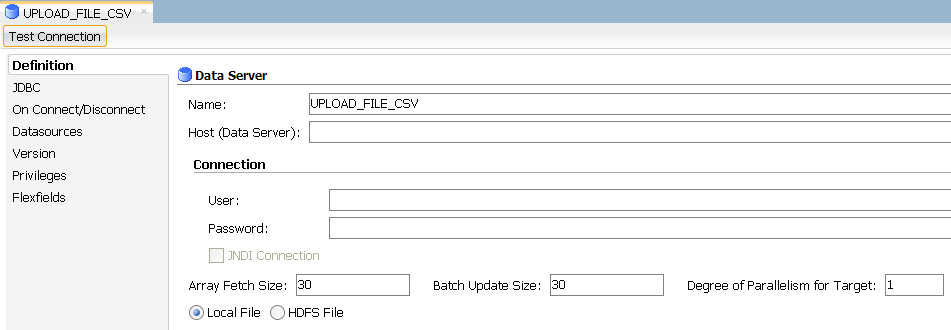 UPLOAD_FILE_CSV ×
Test Connection
Definition
JDBC
On Connect/Disconnect
Datasources
Version
Privileges
Flexfields
Data Server
Name: UPLOAD_FILE_CSV
Host (Data Server):
Connection
User:
Password:
JNDI Connection
Array Fetch Size: 30 Batch Update Size: 30 Degree of Parallelism for Target: 1
Local File HDFS File